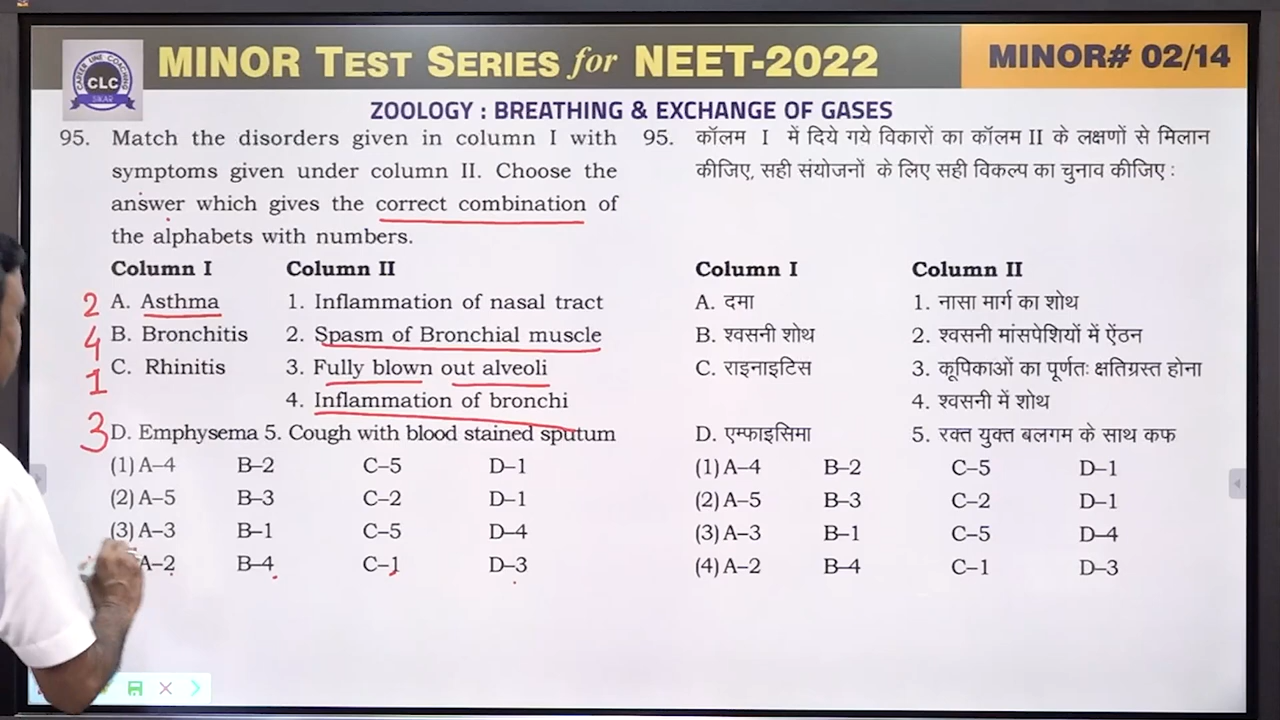 CAREER LINE COACHING
CLC
SIKAR
MINOR TEST SERIES for NEET-2022
MINOR# 02/14
ZOOLOGY : BREATHING & EXCHANGE OF GASES
95. Match the disorders given in column I with
symptoms given under column II. Choose the
answer which gives the correct combination of
the alphabets with numbers.
Column I Column II
2 A. Asthma 1. Inflammation of nasal tract
4 B. Bronchitis 2. Spasm of Bronchial muscle
1 C. Rhinitis 3. Fully blown out alveoli
4. Inflammation of bronchi
3 D. Emphysema 5. Cough with blood stained sputum
(1) A–4 B–2 C–5 D–1
(2) A–5 B–3 C–2 D–1
(3) A–3 B–1 C–5 D–4
A–2 B–4 C–1 D–3
95. कॉलम I में दिये गये विकारों का कॉलम II के लक्षणों से मिलान
कीजिए, सही संयोजनों के लिए सही विकल्प का चुनाव कीजिए :
Column I Column II
A. दमा 1. नासा मार्ग का शोथ
B. श्वसनी शोथ 2. श्वसनी मांसपेशियों में ऐंठन
C. राइनाइटिस 3. कूपिकाओं का पूर्णतः क्षतिग्रस्त होना
4. श्वसनी में शोथ
D. एम्फाइसिमा 5. रक्त युक्त बलगम के साथ कफ
(1) A–4 B–2 C–5 D–1
(2) A–5 B–3 C–2 D–1
(3) A–3 B–1 C–5 D–4
(4) A–2 B–4 C–1 D–3